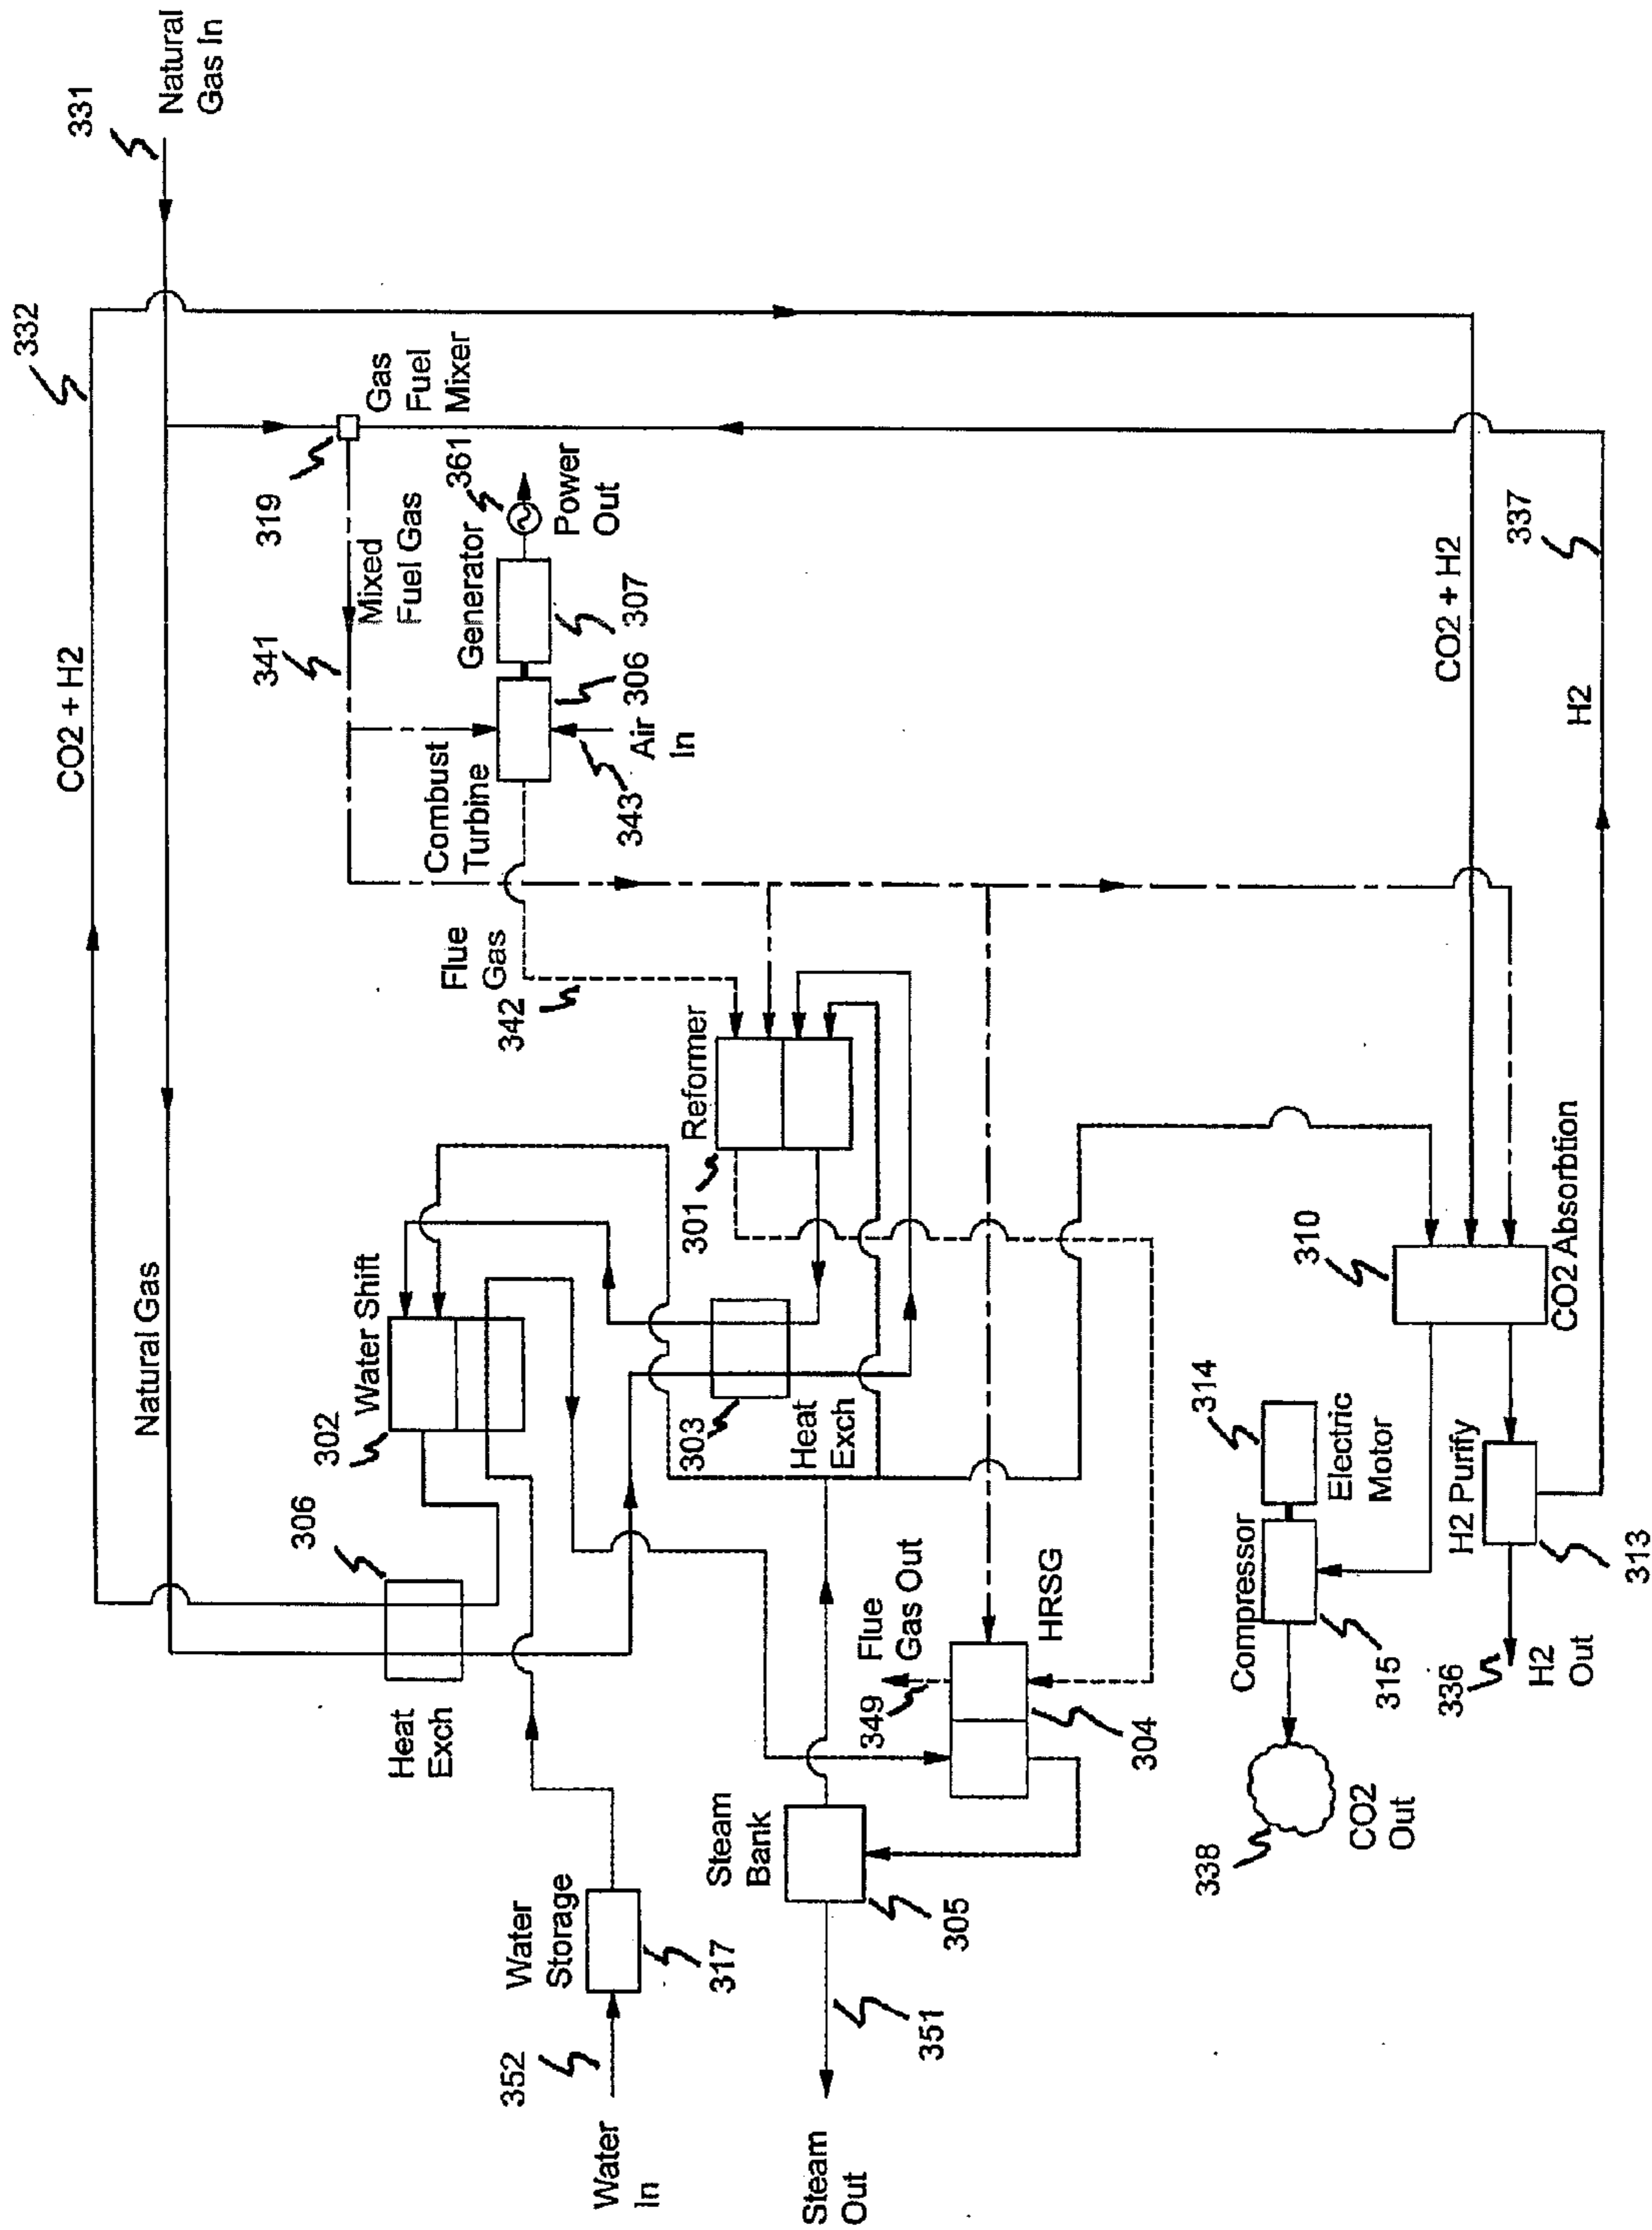 332
CO2 + H2
331
Natural Gas
Natural
Gas In
306
302
Water Shift
341
319
Mixed
Fuel Gas
Gas
Fuel
Mixer
Heat
Exch
Combust
Turbine
Flue
Gas
342
Generator
361
352
Water
Storage
Water
In
317
Power
Out
307
306
343
Air
In
301
Reformer
303
Heat
Exch
Steam
Bank
Steam
Out
351
305
349
Flue
Gas Out
HRSG
304
338
CO2
Out
Compressor
315
314
Electric
Motor
310
CO2 Absorbtion
CO2 + H2
336
H2
Out
H2 Purify
313
H2
337